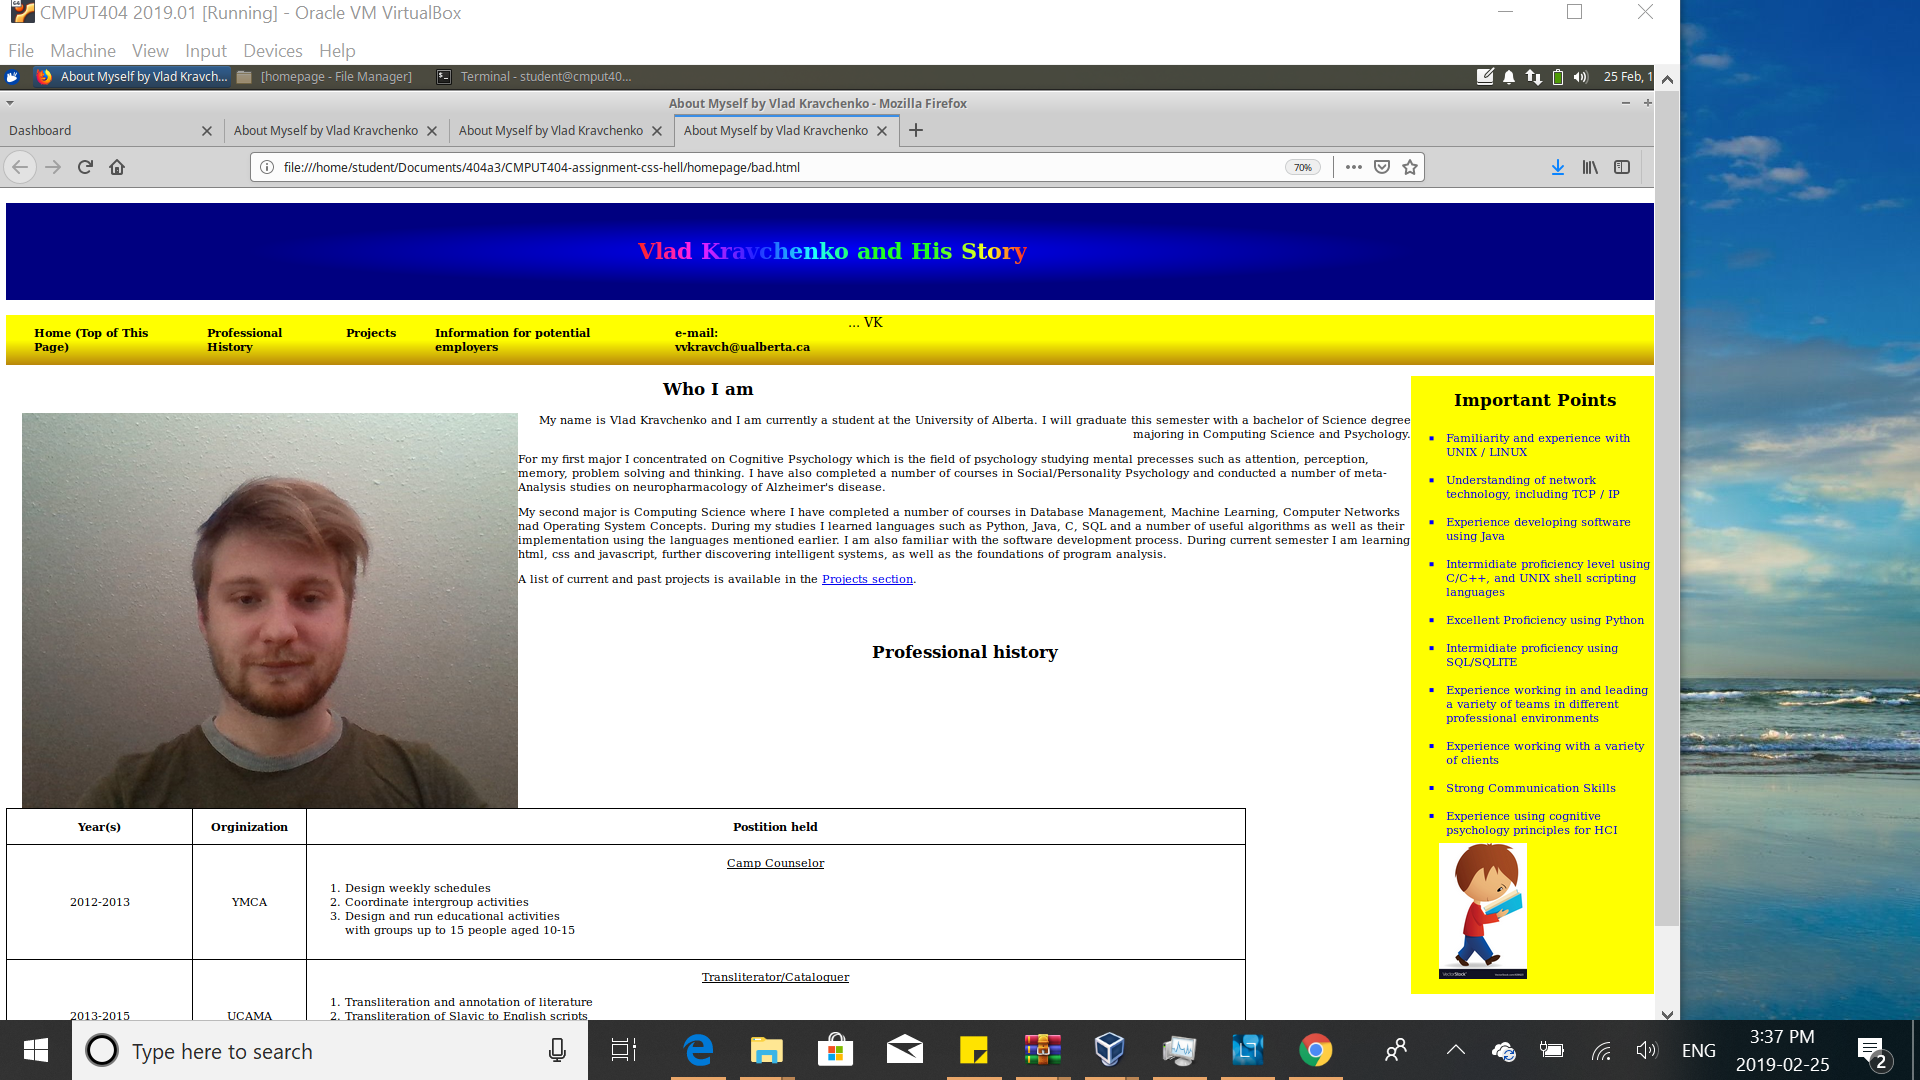 CMPUT404 2019.01 [Running] - Oracle VM VirtualBox
File Machine View Input Devices Help
About Myself by Vlad Kravch... [homepage - File Manager] Terminal - student@cmput40... 25 Feb, 1
About Myself by Vlad Kravchenko - Mozilla Firefox
Dashboard About Myself by Vlad Kravchenko About Myself by Vlad Kravchenko About Myself by Vlad Kravchenko
file:///home/student/Documents/404a3/CMPUT404-assignment-css-hell/homepage/bad.html 70%
Vlad Kravchenko and His Story
Home (Top of This
Page)
Professional
History
Projects
Information for potential
employers
e-mail:
vvkravch@ualberta.ca
... VK
Who I am
My name is Vlad Kravchenko and I am currently a student at the University of Alberta. I will graduate this semester with a bachelor of Science degree
majoring in Computing Science and Psychology.
For my first major I concentrated on Cognitive Psychology which is the field of psychology studying mental precesses such as attention, perception,
memory, problem solving and thinking. I have also completed a number of courses in Social/Personality Psychology and conducted a number of meta-
Analysis studies on neuropharmacology of Alzheimer's disease.
My second major is Computing Science where I have completed a number of courses in Database Management, Machine Learning, Computer Networks
nad Operating System Concepts. During my studies I learned languages such as Python, Java, C, SQL and a number of useful algorithms as well as their
implementation using the languages mentioned earlier. I am also familiar with the software development process. During current semester I am learning
html, css and javascript, further discovering intelligent systems, as well as the foundations of program analysis.
A list of current and past projects is available in the Projects section.
Professional history
Year(s) Orginization Postition held
2012-2013 YMCA
Camp Counselor
1. Design weekly schedules
2. Coordinate intergroup activities
3. Design and run educational activities
with groups up to 15 people aged 10-15
2013-2015 UCAMA
Transliterator/Cataloguer
1. Transliteration and annotation of literature
2. Transliteration of Slavic to English scripts
Important Points
Familiarity and experience with
UNIX / LINUX
Understanding of network
technology, including TCP / IP
Experience developing software
using Java
Intermidiate proficiency level using
C/C++, and UNIX shell scripting
languages
Excellent Proficiency using Python
Intermidiate proficiency using
SQL/SQLITE
Experience working in and leading
a variety of teams in different
professional environments
Experience working with a variety
of clients
Strong Communication Skills
Experience using cognitive
psychology principles for HCI
VectorStock
Type here to search
ENG
3:37 PM
2019-02-25
2